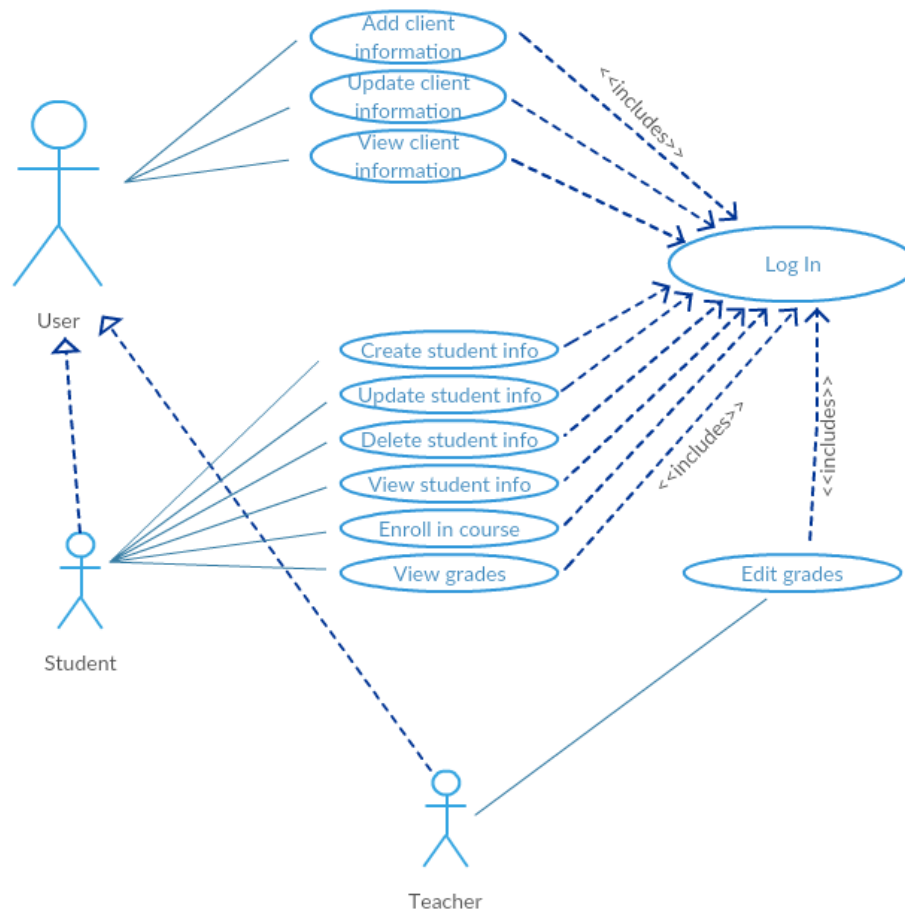 Add client
information
<<includes>>
Update client
information
View client
information
Log In
User
Create student info
Update student info
Delete student info
<<includes>>
<<includes>>
View student info
Enroll in course
View grades
Edit grades
Student
Teacher